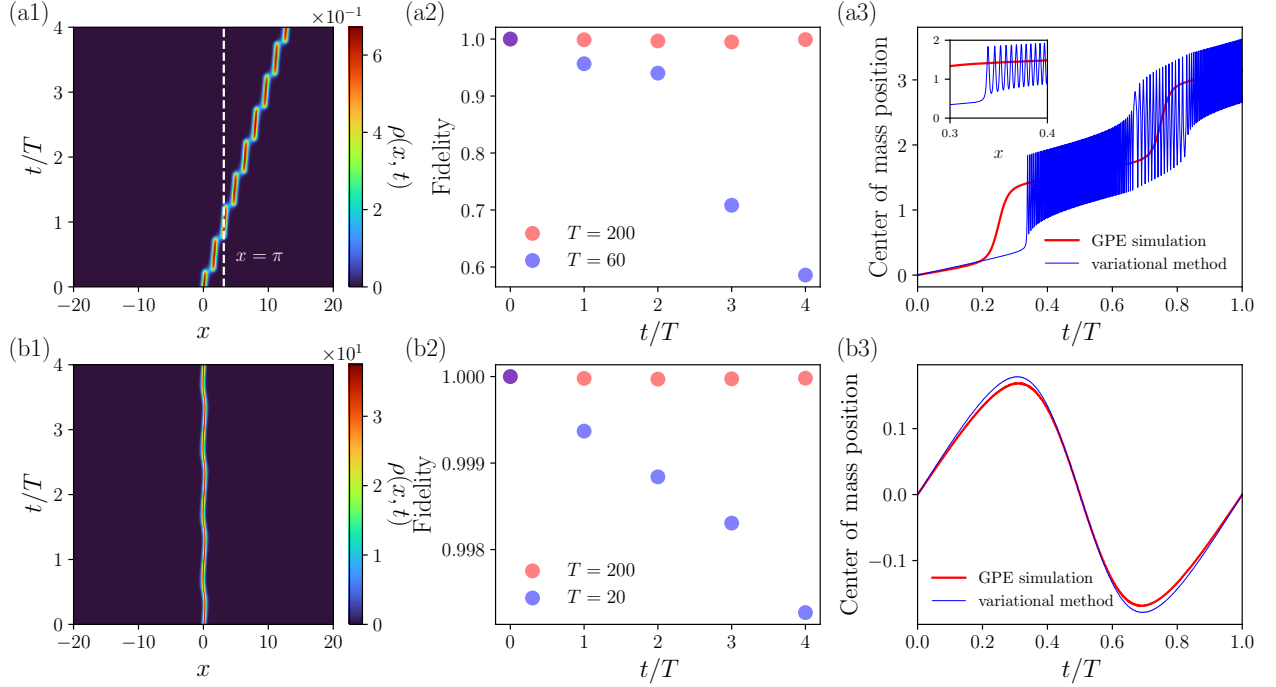 (a1)
×10⁻¹
4
3
2
1
0
t/T
−20 −10 0 10 20
x
x = π
6
4
2
0
ρ(x, t)
(a2)
1.0
0.9
0.8
0.7
0.6
Fidelity
T = 200
T = 60
0 1 2 3 4
t/T
(a3)
3
2
1
0
Center of mass position
2
1
0
0.3 0.4
x
GPE simulation
variational method
0.0 0.2 0.4 0.6 0.8 1.0
t/T
(b1)
×10¹
4
3
2
1
0
t/T
−20 −10 0 10 20
x
3
2
1
0
ρ(x, t)
(b2)
1.000
0.999
0.998
Fidelity
T = 200
T = 20
0 1 2 3 4
t/T
(b3)
0.1
0.0
−0.1
Center of mass position
GPE simulation
variational method
0.0 0.2 0.4 0.6 0.8 1.0
t/T